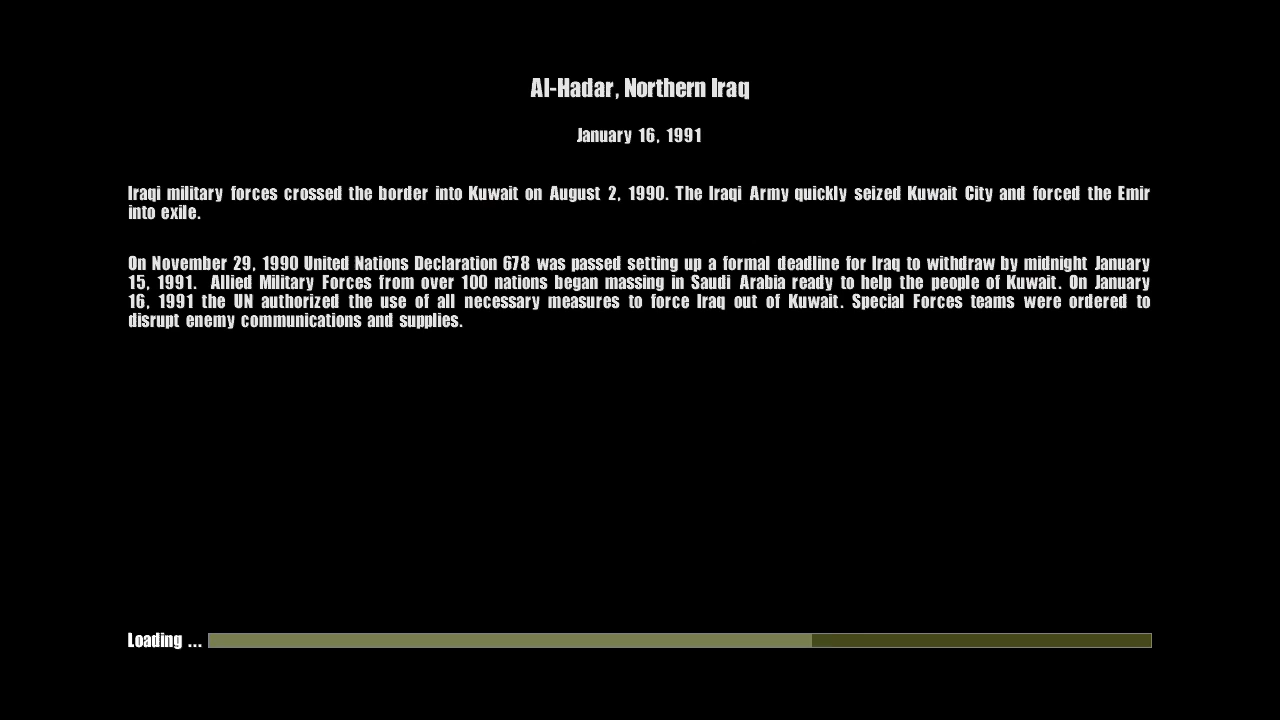 Al-Hadar, Northern Iraq
January 16, 1991
Iraqi military forces crossed the border into Kuwait on August 2, 1990. The Iraqi Army quickly seized Kuwait City and forced the Emir
into exile.
On November 29, 1990 United Nations Declaration 678 was passed setting up a formal deadline for Iraq to withdraw by midnight January
15, 1991. Allied Military Forces from over 100 nations began massing in Saudi Arabia ready to help the people of Kuwait. On January
16, 1991 the UN authorized the use of all necessary measures to force Iraq out of Kuwait. Special Forces teams were ordered to
disrupt enemy communications and supplies.
Loading ...